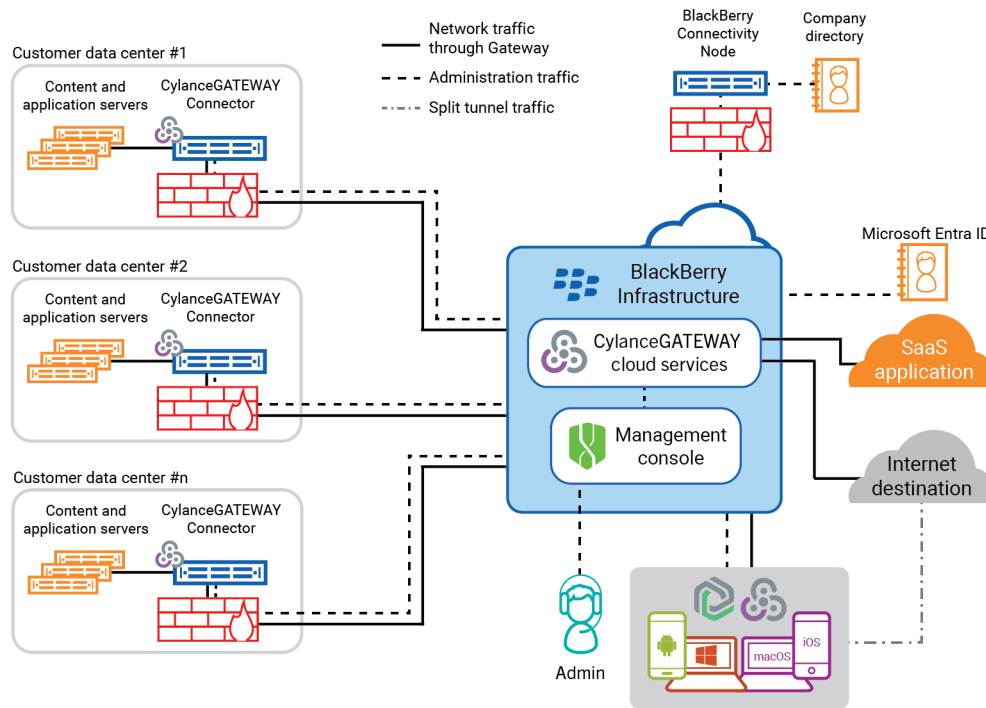 Network traffic
through Gateway
Administration traffic
Split tunnel traffic
BlackBerry
Connectivity
Node
Company
directory
Customer data center #1
Content and
application servers
CylanceGATEWAY
Connector
Customer data center #2
Content and
application servers
CylanceGATEWAY
Connector
Customer data center #n
Content and
application servers
CylanceGATEWAY
Connector
BlackBerry
Infrastructure
CylanceGATEWAY
cloud services
Management
console
Microsoft Entra ID
SaaS
application
Internet
destination
Admin
macOS
iOS